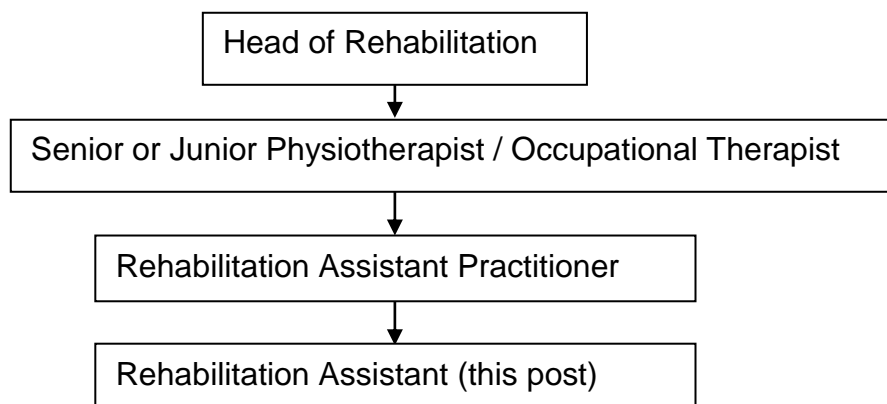 Head of Rehabilitation
Senior or Junior Physiotherapist / Occupational Therapist
Rehabilitation Assistant Practitioner
Rehabilitation Assistant (this post)